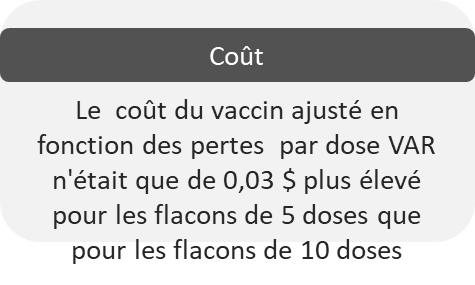 Coût
Le  coût du vaccin ajusté en
fonction des pertes  par dose VAR
n'était que de 0,03 $ plus élevé
pour les flacons de 5 doses que
pour les flacons de 10 doses